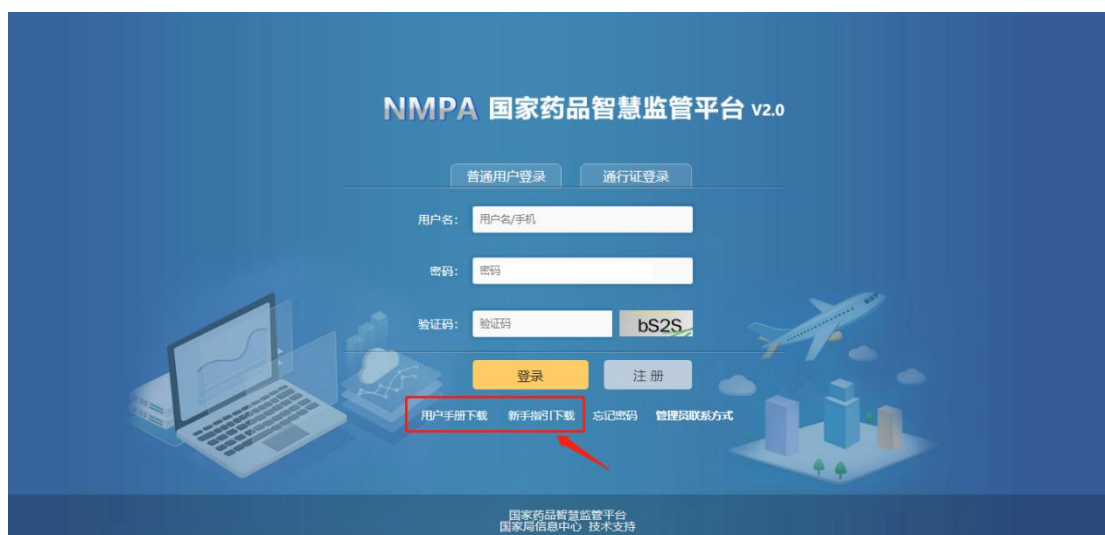 NMPA 国家药品智慧监管平台 V2.0
普通用户登录 通行证登录
用户名： 用户名/手机
密码： 密码
验证码： 验证码 bS2S
登录 注 册
用户手册下载 新手指引下载 忘记密码 管理员联系方式
国家药品智慧监管平台
国家局信息中心 技术支持